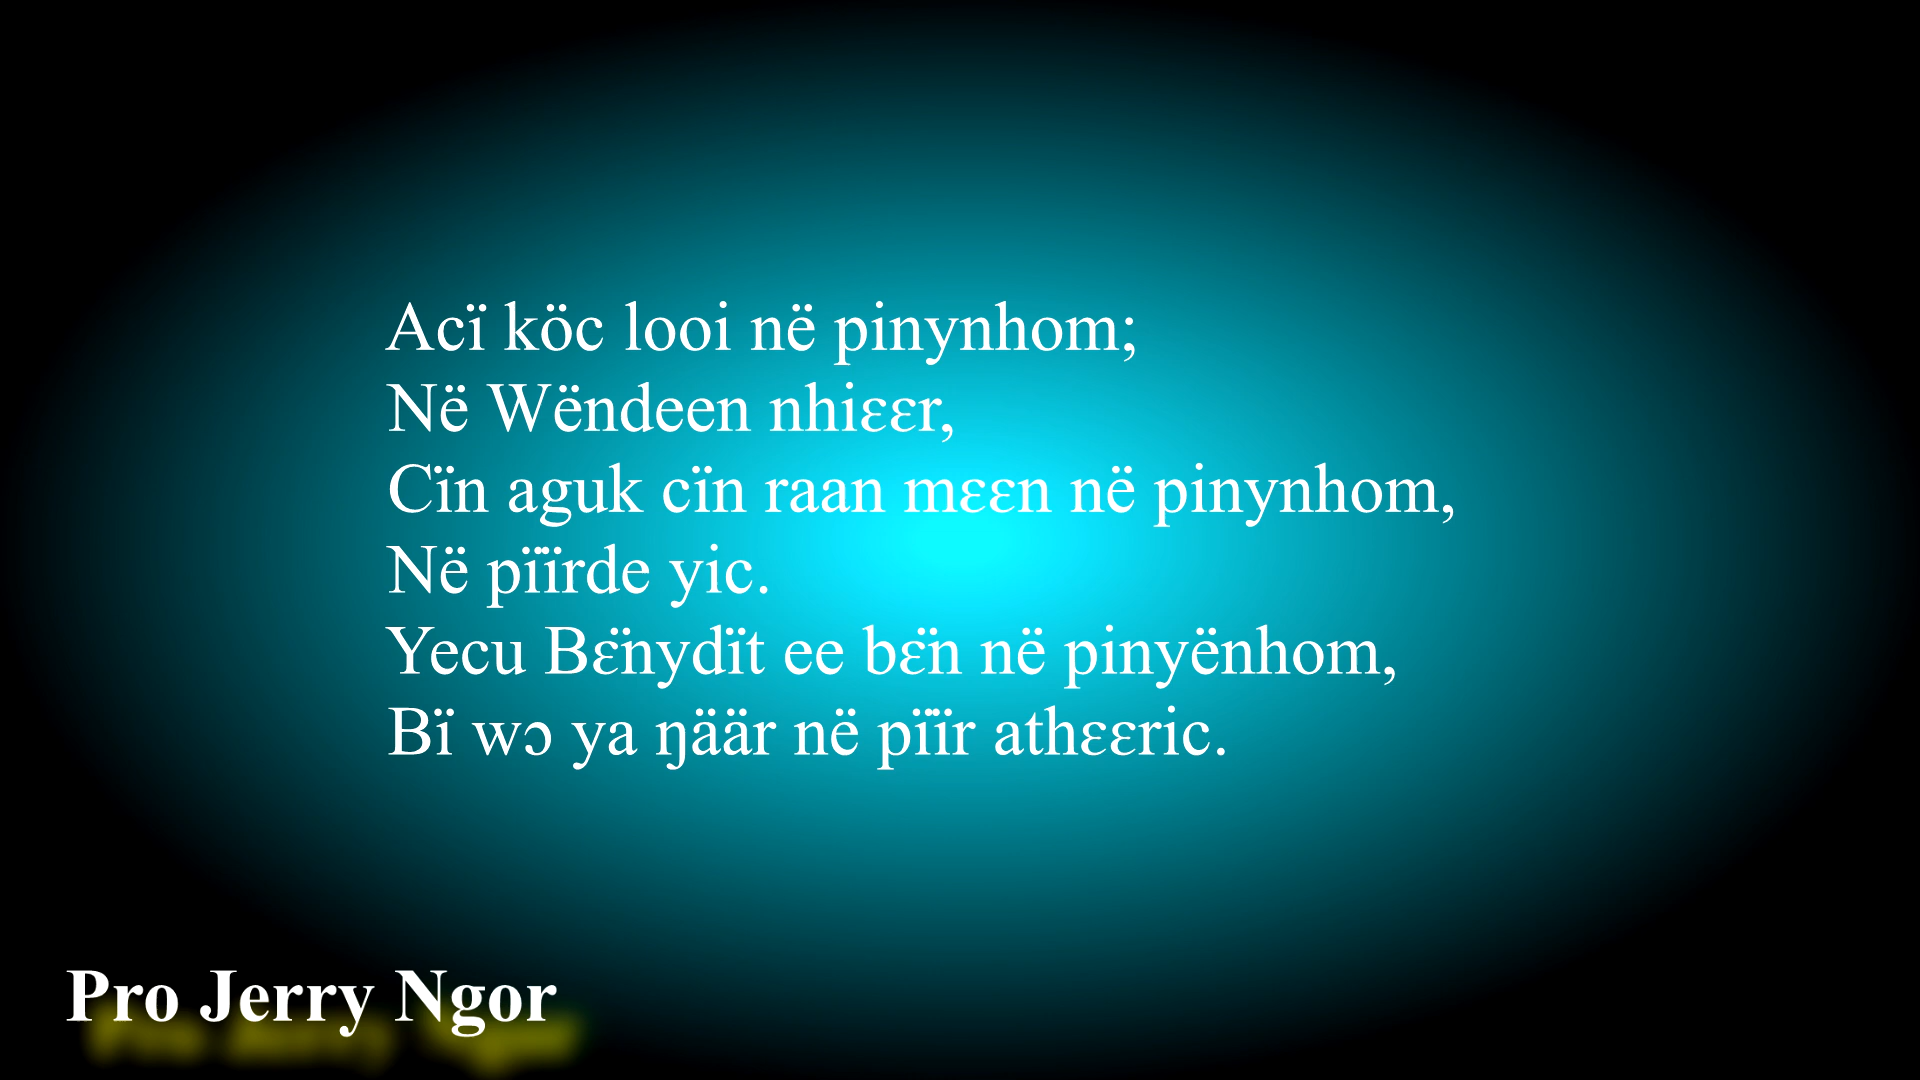 Acï köc looi në pinynhom;
Në Wëndeen nhiɛɛr,
Cïn aguk cïn raan mɛɛn në pinynhom,
Në pïïrde yic.
Yecu Bɛ̈nydït ee bɛ̈n në pinyënhom,
Bï wɔ ya ŋäär në pïïr athɛɛric.
Pro Jerry Ngor